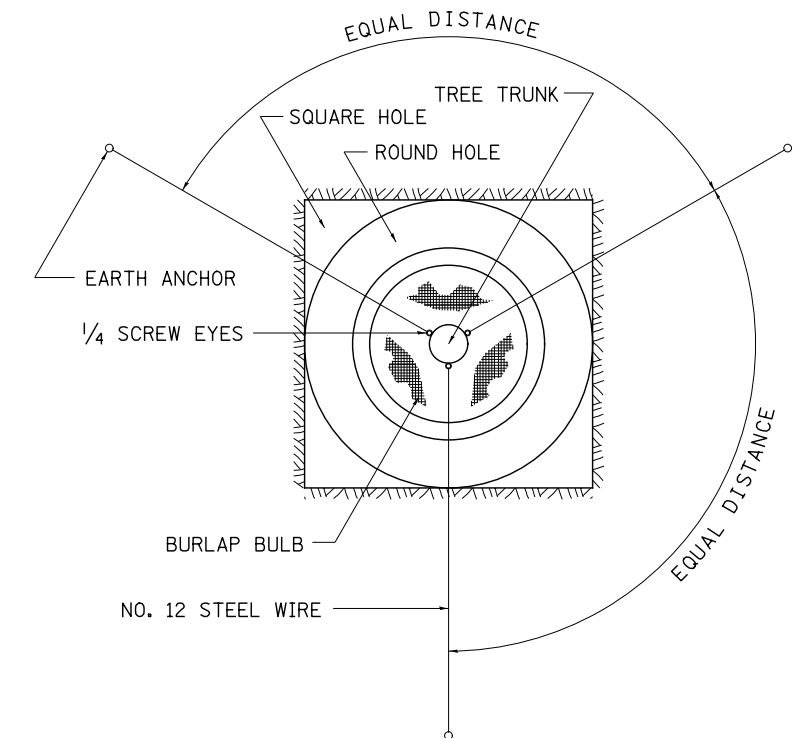 EQUAL DISTANCE
TREE TRUNK
SQUARE HOLE
ROUND HOLE
EARTH ANCHOR
1/4 SCREW EYES
EQUAL DISTANCE
BURLAP BULB
NO. 12 STEEL WIRE